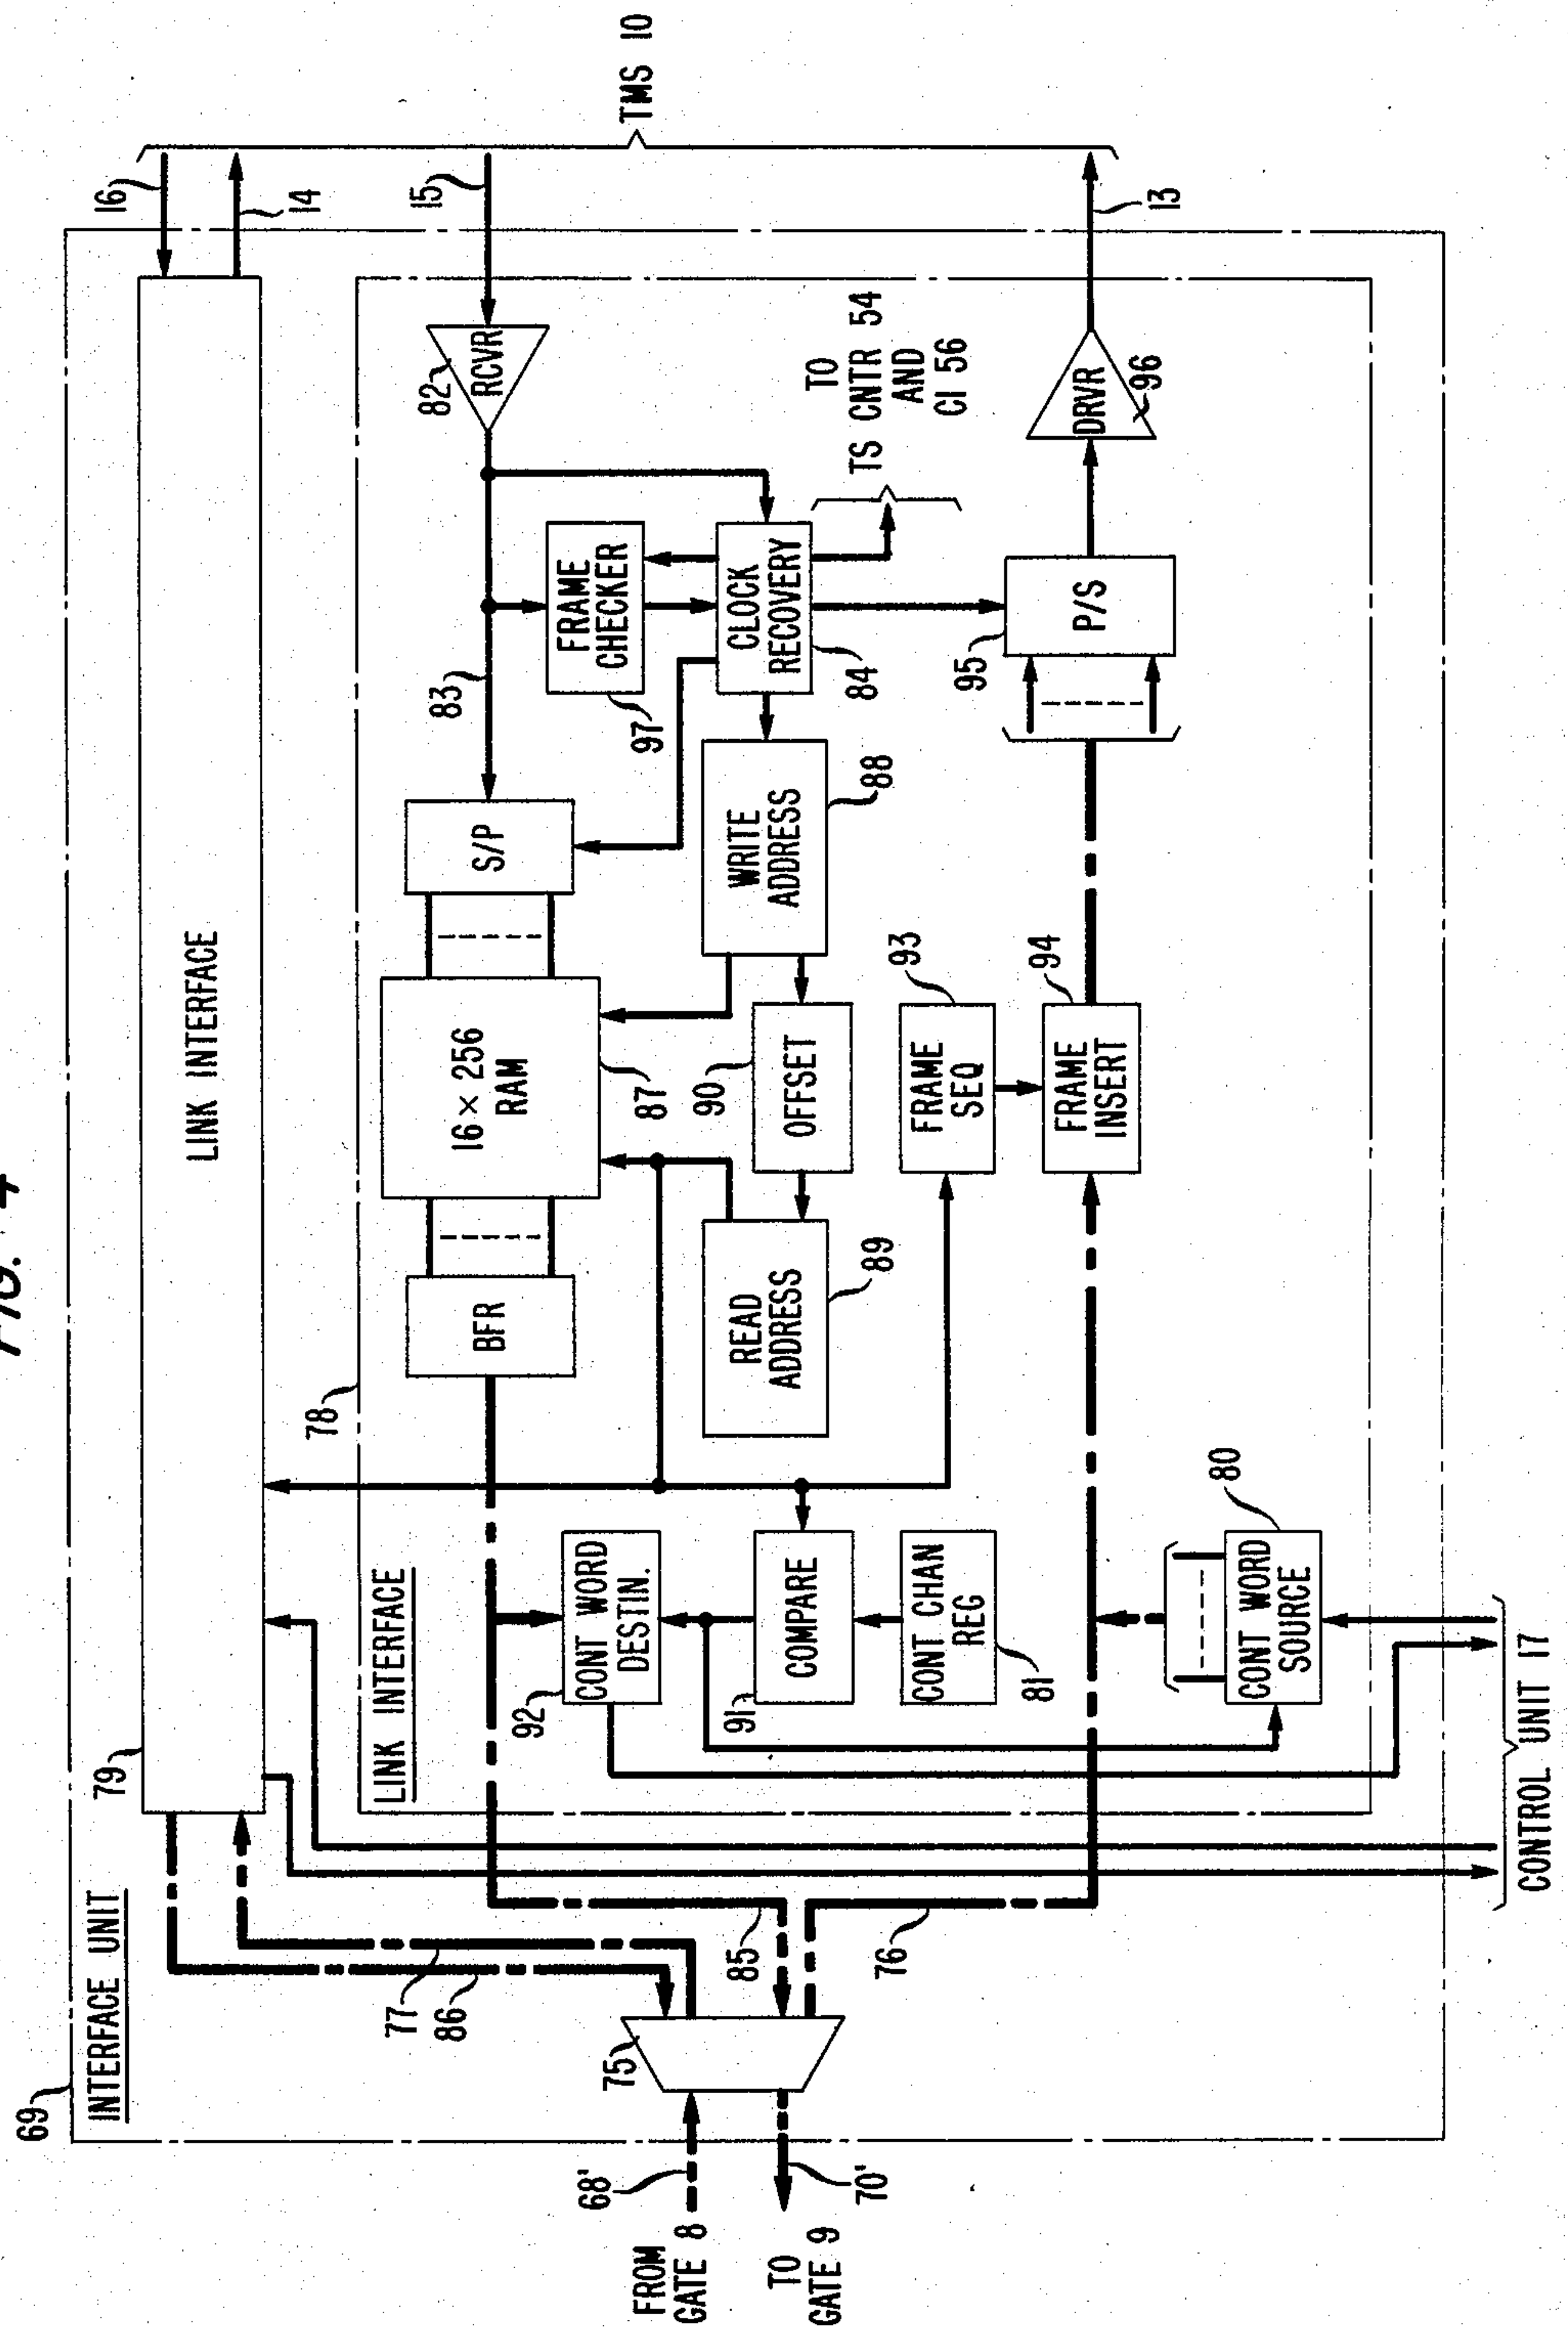 FIG. 4
69
INTERFACE UNIT
79
LINK INTERFACE
16
14
TMS 10
15
13
78
LINK INTERFACE
82
RCVR
83
S/P
16 × 256
RAM
87
BFR
FRAME
CHECKER
97
CLOCK
RECOVERY
84
TO
TS CNTR 54
AND
CI 56
WRITE
ADDRESS
88
OFFSET
90
READ
ADDRESS
89
CONT WORD
DESTIN.
92
COMPARE
91
CONT CHAN
REG
81
FRAME
SEQ
93
FRAME
INSERT
94
P/S
95
DRVR
96
CONT WORD
SOURCE
80
CONTROL UNIT 17
77
86
85
76
75
68'
70'
FROM
GATE 8
TO
GATE 9